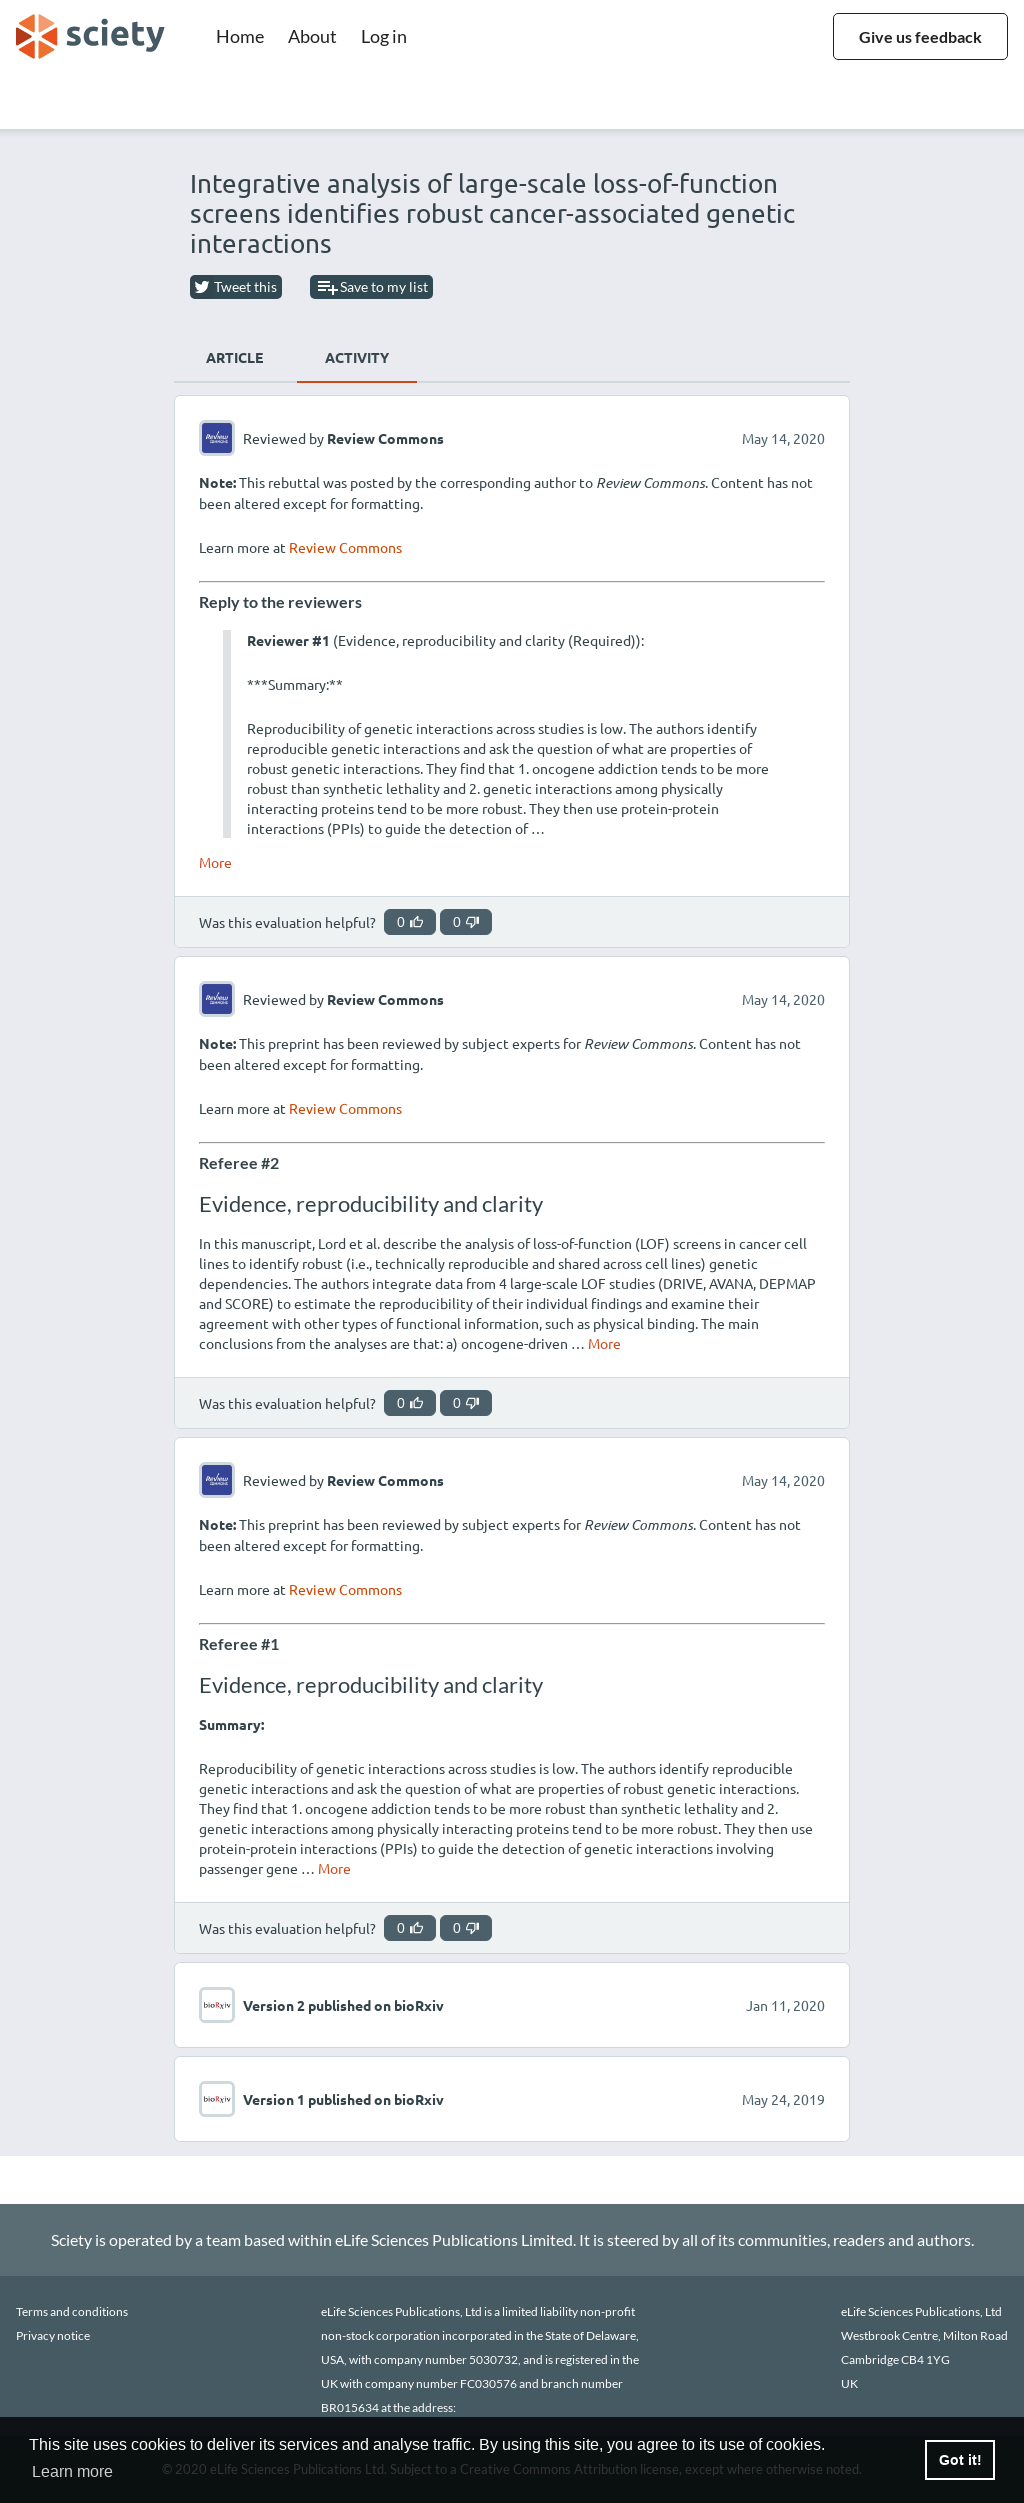 sciety
Home About Log in
Give us feedback
Integrative analysis of large-scale loss-of-function
screens identifies robust cancer-associated genetic
interactions
Tweet this Save to my list
ARTICLE ACTIVITY
Review Commons
Reviewed by Review Commons May 14, 2020
Note: This rebuttal was posted by the corresponding author to Review Commons. Content has not
been altered except for formatting.
Learn more at Review Commons
Reply to the reviewers
Reviewer #1 (Evidence, reproducibility and clarity (Required)):
***Summary:**
Reproducibility of genetic interactions across studies is low. The authors identify
reproducible genetic interactions and ask the question of what are properties of
robust genetic interactions. They find that 1. oncogene addiction tends to be more
robust than synthetic lethality and 2. genetic interactions among physically
interacting proteins tend to be more robust. They then use protein-protein
interactions (PPIs) to guide the detection of …
More
Was this evaluation helpful? 0 0
Review Commons
Reviewed by Review Commons May 14, 2020
Note: This preprint has been reviewed by subject experts for Review Commons. Content has not
been altered except for formatting.
Learn more at Review Commons
Referee #2
Evidence, reproducibility and clarity
In this manuscript, Lord et al. describe the analysis of loss-of-function (LOF) screens in cancer cell
lines to identify robust (i.e., technically reproducible and shared across cell lines) genetic
dependencies. The authors integrate data from 4 large-scale LOF studies (DRIVE, AVANA, DEPMAP
and SCORE) to estimate the reproducibility of their individual findings and examine their
agreement with other types of functional information, such as physical binding. The main
conclusions from the analyses are that: a) oncogene-driven … More
Was this evaluation helpful? 0 0
Review Commons
Reviewed by Review Commons May 14, 2020
Note: This preprint has been reviewed by subject experts for Review Commons. Content has not
been altered except for formatting.
Learn more at Review Commons
Referee #1
Evidence, reproducibility and clarity
Summary:
Reproducibility of genetic interactions across studies is low. The authors identify reproducible
genetic interactions and ask the question of what are properties of robust genetic interactions.
They find that 1. oncogene addiction tends to be more robust than synthetic lethality and 2.
genetic interactions among physically interacting proteins tend to be more robust. They then use
protein-protein interactions (PPIs) to guide the detection of genetic interactions involving
passenger gene … More
Was this evaluation helpful? 0 0
bioRxiv
Version 2 published on bioRxiv Jan 11, 2020
bioRxiv
Version 1 published on bioRxiv May 24, 2019
Sciety is operated by a team based within eLife Sciences Publications Limited. It is steered by all of its communities, readers and authors.
Terms and conditions
Privacy notice
eLife Sciences Publications, Ltd is a limited liability non-profit
non-stock corporation incorporated in the State of Delaware,
USA, with company number 5030732, and is registered in the
UK with company number FC030576 and branch number
BR015634 at the address:
eLife Sciences Publications, Ltd
Westbrook Centre, Milton Road
Cambridge CB4 1YG
UK
This site uses cookies to deliver its services and analyse traffic. By using this site, you agree to its use of cookies.
Learn more
Got it!
© 2020 eLife Sciences Publications Ltd. Subject to a Creative Commons Attribution license, except where otherwise noted.